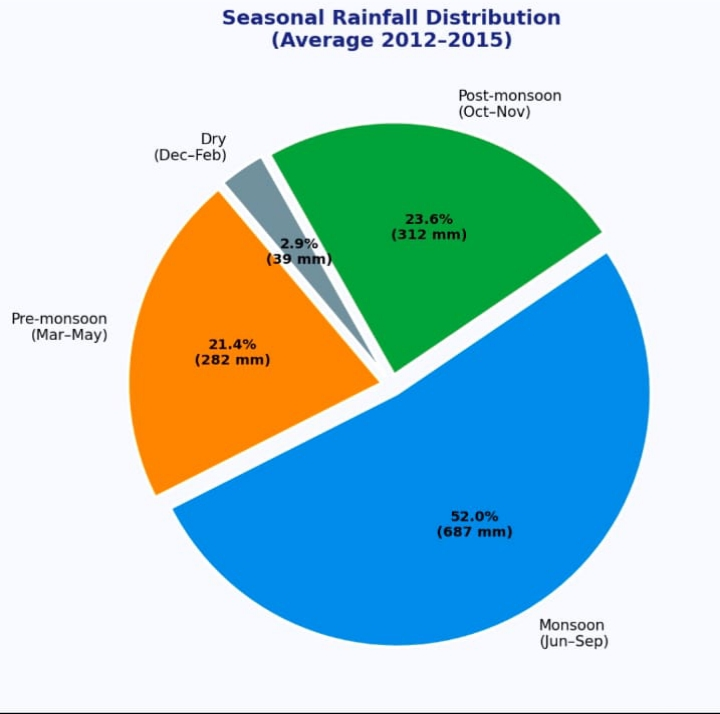 Seasonal Rainfall Distribution
(Average 2012–2015)
Post-monsoon
(Oct–Nov)
Dry
(Dec–Feb)
23.6%
(312 mm)
2.9%
(39 mm)
Pre-monsoon
(Mar–May)
21.4%
(282 mm)
52.0%
(687 mm)
Monsoon
(Jun–Sep)